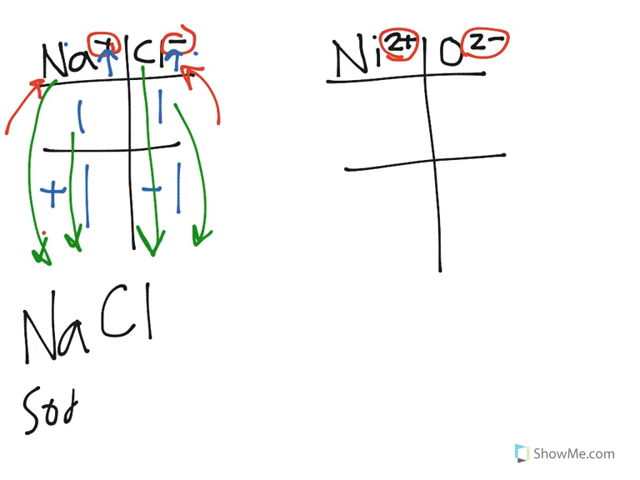 Na+ Cl- Ni2+ O2-
1 1
+1 -1
NaCl
Sod
ShowMe.com